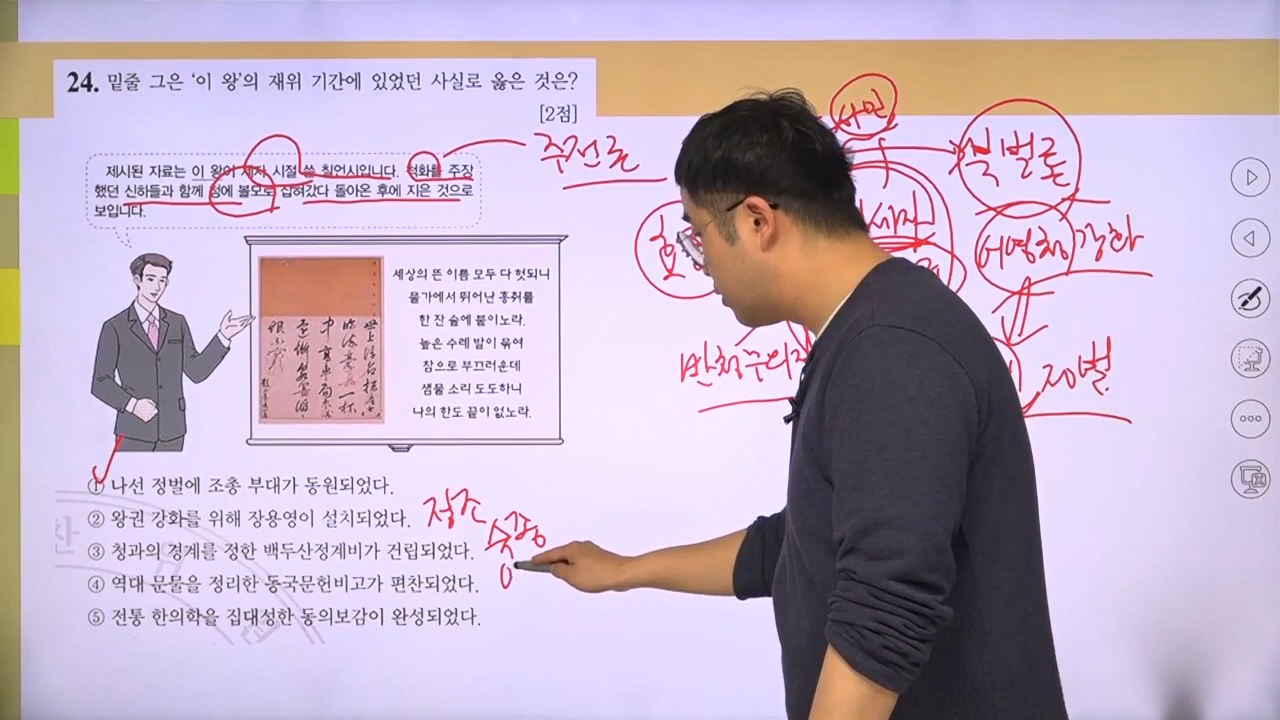 24. 밑줄 그은 '이 왕'의 재위 기간에 있었던 사실로 옳은 것은?
[2점]
제시된 자료는 이 왕이 세자 시절 쓴 칠언시입니다. 척화를 주장
했던 신하들과 함께 청에 볼모로 잡혀갔다 돌아온 후에 지은 것으로
보입니다.
세상의 뜬 이름 모두 다 헛되니
물가에서 뛰어난 흥취를
한 잔 술에 붙이노라.
높은 수레 발이 묶여
참으로 부끄러운데
샘물 소리 도도하니
나의 한도 끝이 없노라.
① 나선 정벌에 조총 부대가 동원되었다.
② 왕권 강화를 위해 장용영이 설치되었다.
③ 청과의 경계를 정한 백두산정계비가 건립되었다.
④ 역대 문물을 정리한 동국문헌비고가 편찬되었다.
⑤ 전통 한의학을 집대성한 동의보감이 완성되었다.
주전론
북벌론
어영청 강화
정벌
정조
숙종